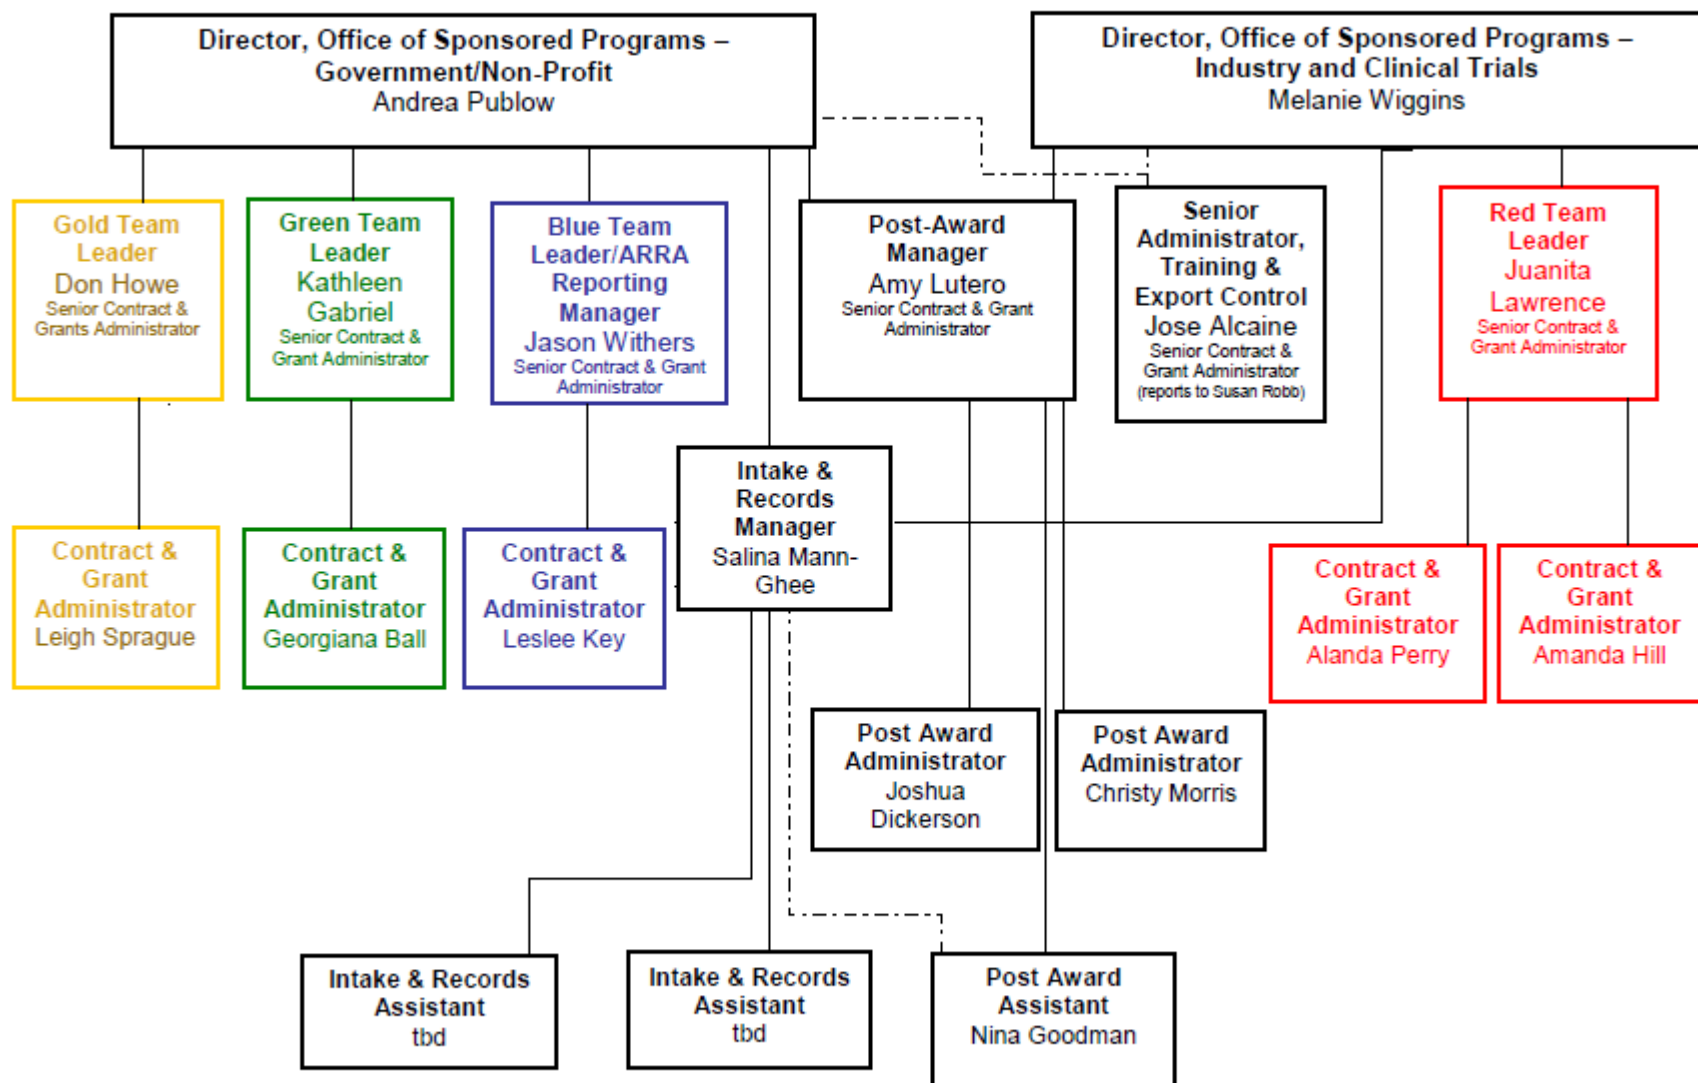 Director, Office of Sponsored Programs –
Government/Non-Profit
Andrea Publow
Director, Office of Sponsored Programs –
Industry and Clinical Trials
Melanie Wiggins
Gold Team
Leader
Don Howe
Senior Contract &
Grants Administrator
Green Team
Leader
Kathleen
Gabriel
Senior Contract &
Grant Administrator
Blue Team
Leader/ARRA
Reporting
Manager
Jason Withers
Senior Contract & Grant
Administrator
Post-Award
Manager
Amy Lutero
Senior Contract & Grant
Administrator
Senior
Administrator,
Training &
Export Control
Jose Alcaine
Senior Contract &
Grant Administrator
(reports to Susan Robb)
Red Team
Leader
Juanita
Lawrence
Senior Contract &
Grant Administrator
Intake &
Records
Manager
Salina Mann-
Ghee
Contract &
Grant
Administrator
Leigh Sprague
Contract &
Grant
Administrator
Georgiana Ball
Contract &
Grant
Administrator
Leslee Key
Contract &
Grant
Administrator
Alanda Perry
Contract &
Grant
Administrator
Amanda Hill
Post Award
Administrator
Joshua
Dickerson
Post Award
Administrator
Christy Morris
Intake & Records
Assistant
tbd
Intake & Records
Assistant
tbd
Post Award
Assistant
Nina Goodman